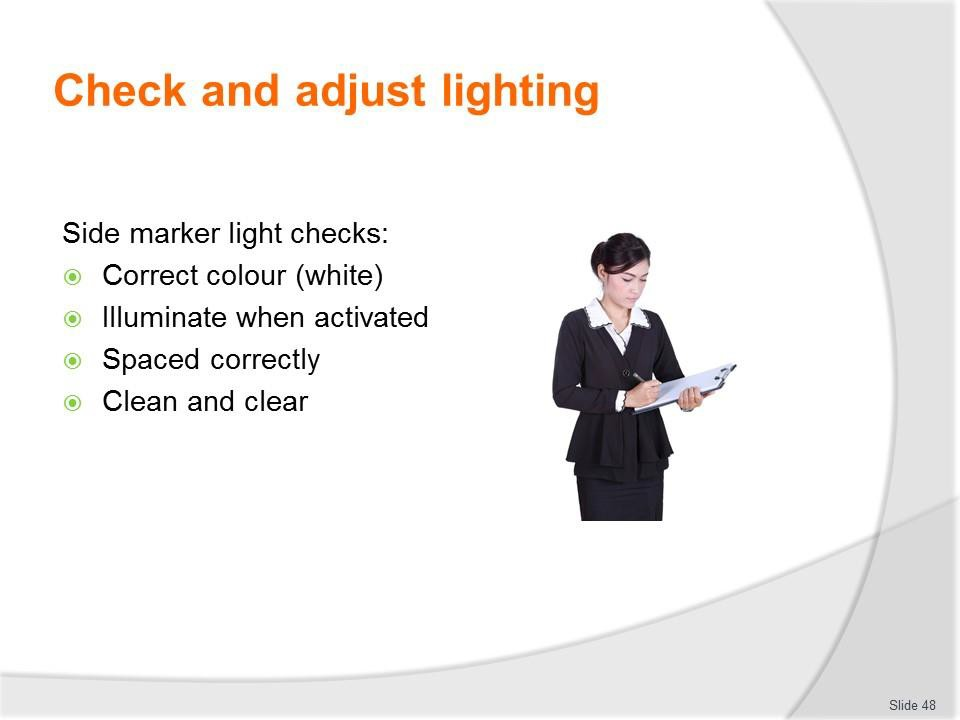 Check and adjust lighting
Side marker light checks:
Correct colour (white)
Illuminate when activated
Spaced correctly
Clean and clear
Slide 48